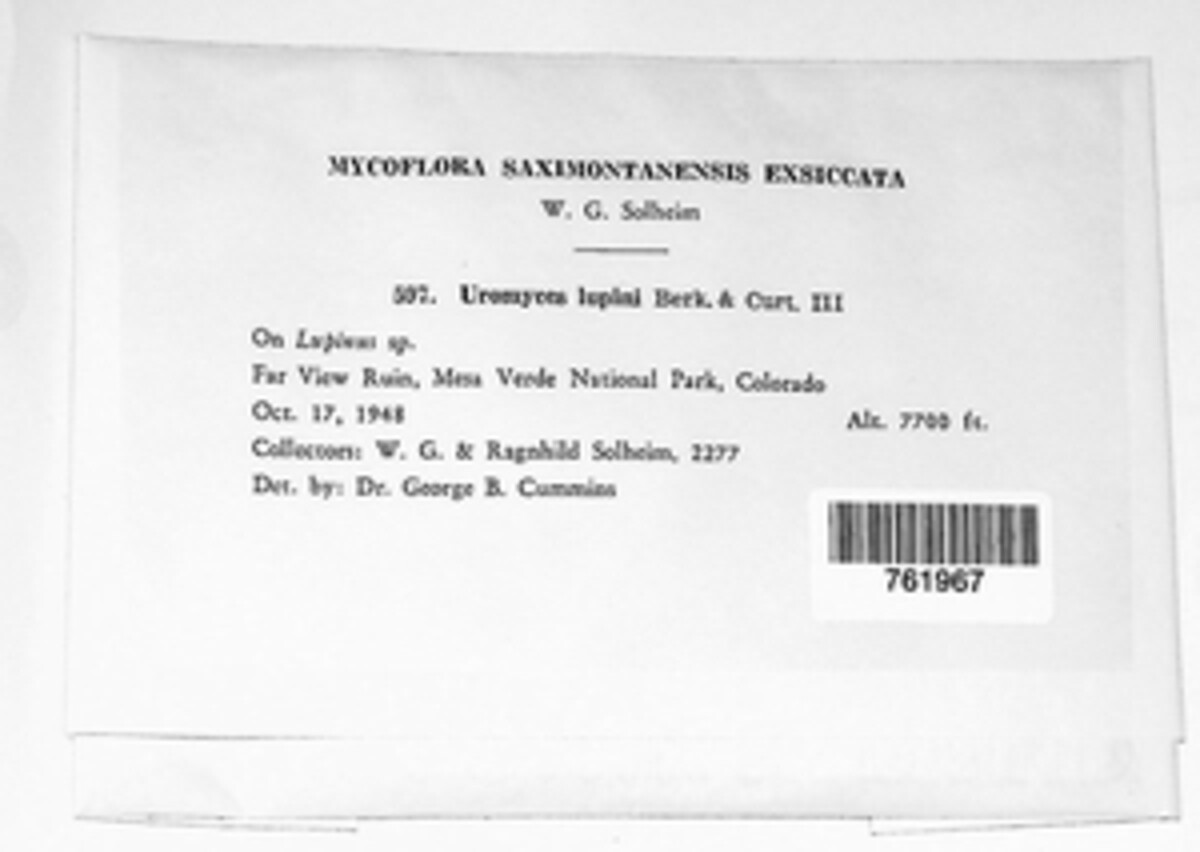 MYCOFLORA SAXIMONTANENSIS EXSICCATA
W. G. Solheim
597. Uromyces lupini Berk. & Curt. III
On Lupinus sp.
Far View Ruin, Mesa Verde National Park, Colorado
Oct. 17, 1948 Alt. 7700 ft.
Collectors: W. G. & Ragnhild Solheim, 2277
Det. by: Dr. George B. Cummins
761967